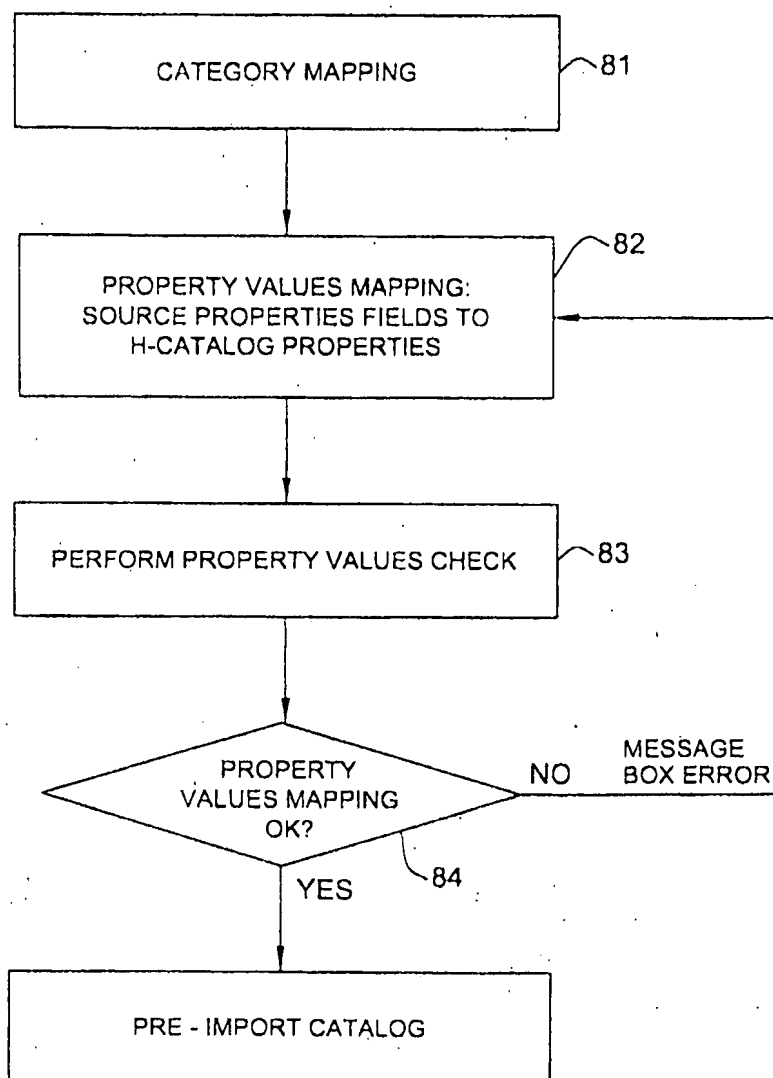 CATEGORY MAPPING
81
82
PROPERTY VALUES MAPPING:
SOURCE PROPERTIES FIELDS TO
H-CATALOG PROPERTIES
PERFORM PROPERTY VALUES CHECK
83
PROPERTY
VALUES MAPPING
OK?
NO
MESSAGE
BOX ERROR
84
YES
PRE - IMPORT CATALOG